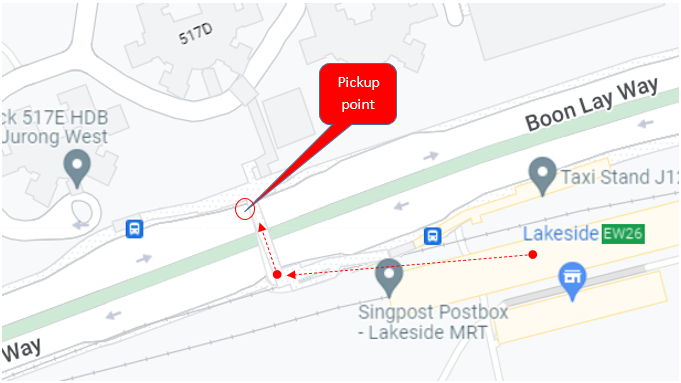 517D
Pickup
point
Boon Lay Way
ck 517E HDB
Jurong West
Taxi Stand J12
Lakeside EW26
Singpost Postbox
- Lakeside MRT
Way